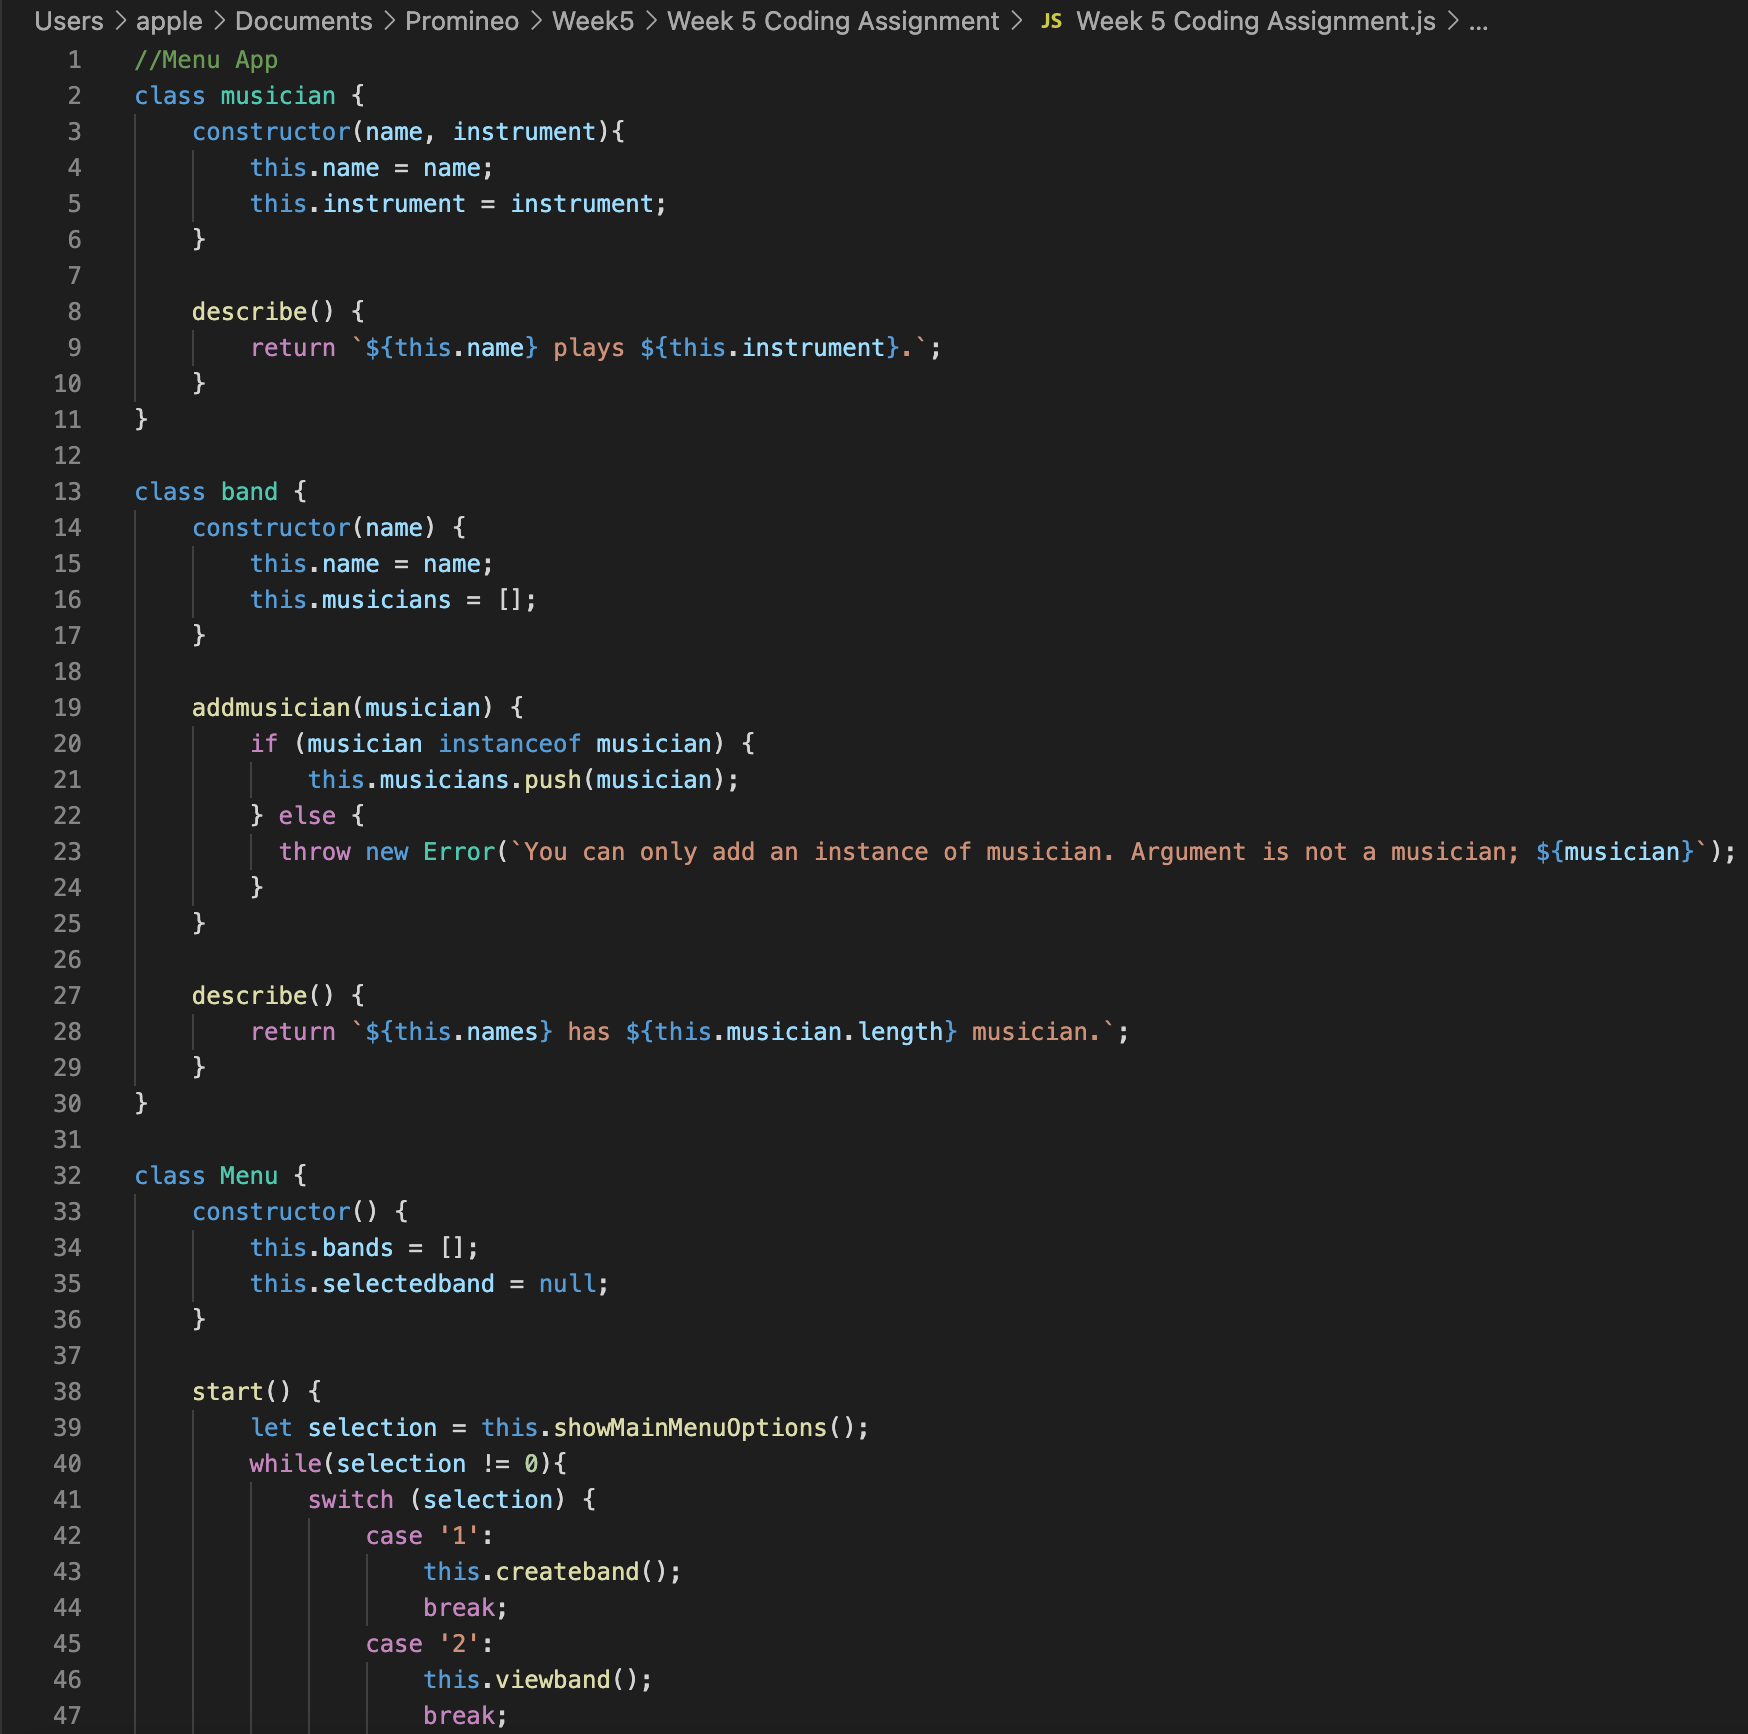 Users > apple > Documents > Promineo > Week5 > Week 5 Coding Assignment > JS Week 5 Coding Assignment.js > ...
1 //Menu App
2 class musician {
3     constructor(name, instrument){
4         this.name = name;
5         this.instrument = instrument;
6     }
7
8     describe() {
9         return `${this.name} plays ${this.instrument}.`;
10     }
11 }
12
13 class band {
14     constructor(name) {
15         this.name = name;
16         this.musicians = [];
17     }
18
19     addmusician(musician) {
20         if (musician instanceof musician) {
21             this.musicians.push(musician);
22         } else {
23           throw new Error(`You can only add an instance of musician. Argument is not a musician; ${musician}`);
24         }
25     }
26
27     describe() {
28         return `${this.names} has ${this.musician.length} musician.`;
29     }
30 }
31
32 class Menu {
33     constructor() {
34         this.bands = [];
35         this.selectedband = null;
36     }
37
38     start() {
39         let selection = this.showMainMenuOptions();
40         while(selection != 0){
41             switch (selection) {
42                 case '1':
43                     this.createband();
44                     break;
45                 case '2':
46                     this.viewband();
47                     break;